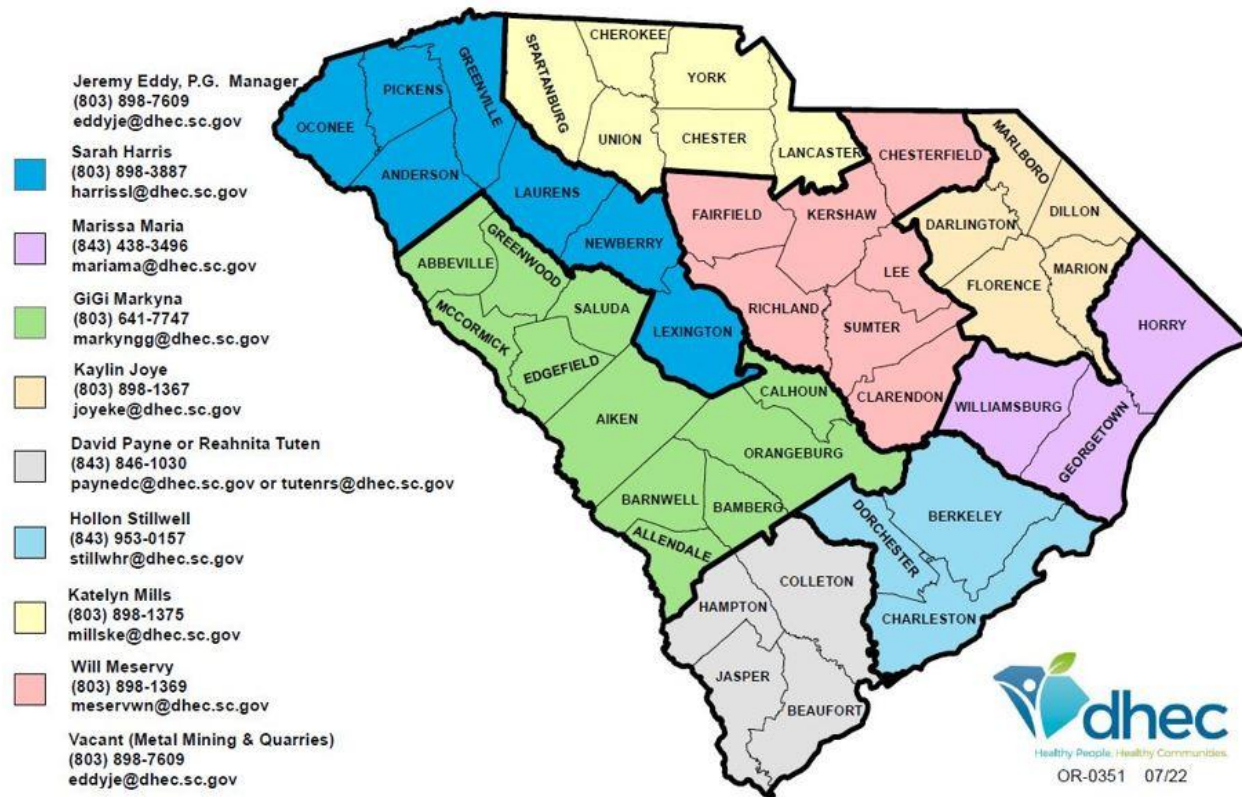 Jeremy Eddy, P.G.  Manager
(803) 898-7609
eddyje@dhec.sc.gov
Sarah Harris
(803) 898-3887
harrissl@dhec.sc.gov
Marissa Maria
(843) 438-3496
mariama@dhec.sc.gov
GiGi Markyna
(803) 641-7747
markyngg@dhec.sc.gov
Kaylin Joye
(803) 898-1367
joyeke@dhec.sc.gov
David Payne or Reahnita Tuten
(843) 846-1030
paynedc@dhec.sc.gov or tutenrs@dhec.sc.gov
Hollon Stillwell
(843) 953-0157
stillwhr@dhec.sc.gov
Katelyn Mills
(803) 898-1375
millske@dhec.sc.gov
Will Meservy
(803) 898-1369
meservwn@dhec.sc.gov
Vacant (Metal Mining & Quarries)
(803) 898-7609
eddyje@dhec.sc.gov
OCONEE
PICKENS
GREENVILLE
ANDERSON
LAURENS
NEWBERRY
LEXINGTON
SPARTANBURG
CHEROKEE
YORK
UNION
CHESTER
LANCASTER
CHESTERFIELD
FAIRFIELD
KERSHAW
LEE
RICHLAND
SUMTER
CLARENDON
MARLBORO
DARLINGTON
DILLON
FLORENCE
MARION
HORRY
WILLIAMSBURG
GEORGETOWN
ABBEVILLE
GREENWOOD
MCCORMICK
SALUDA
EDGEFIELD
AIKEN
CALHOUN
ORANGEBURG
BARNWELL
BAMBERG
ALLENDALE
DORCHESTER
BERKELEY
CHARLESTON
HAMPTON
COLLETON
JASPER
BEAUFORT
dhec
Healthy People. Healthy Communities.
OR-0351   07/22